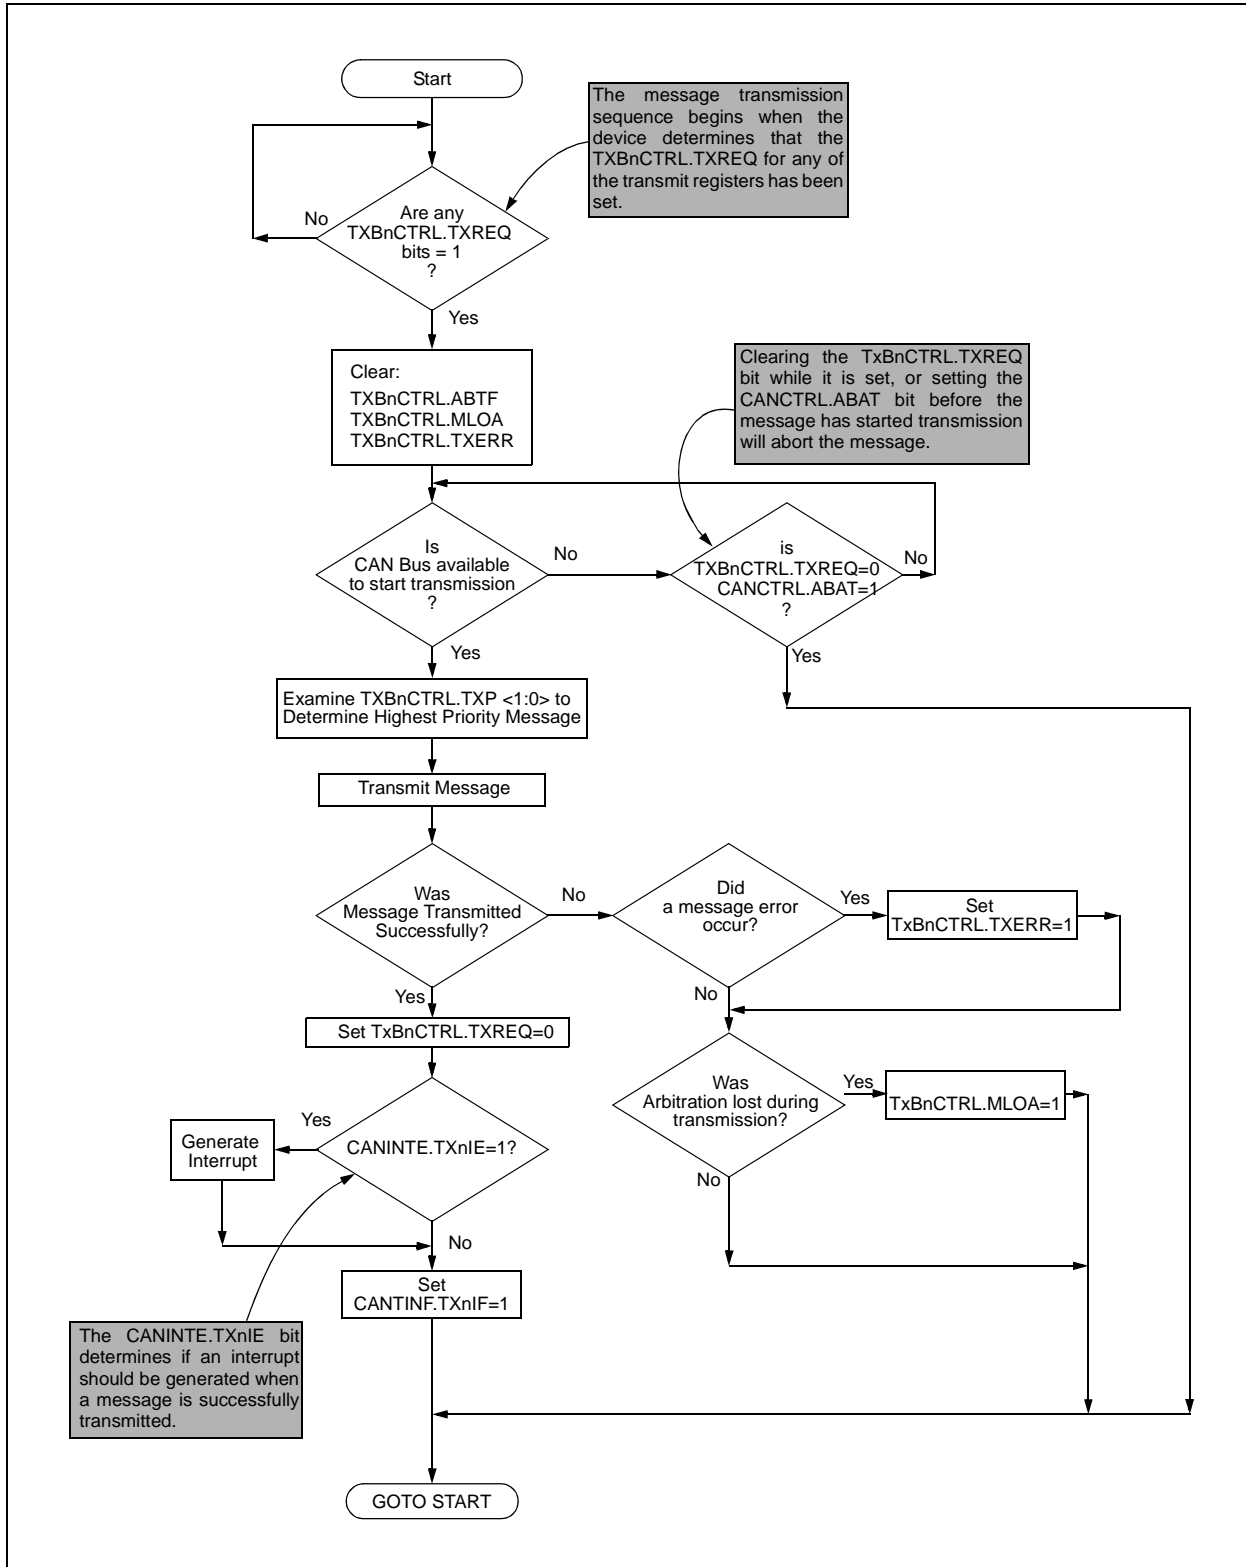 Start
The message transmission
sequence begins when the
device determines that the
TXBnCTRL.TXREQ for any of
the transmit registers has been
set.
No
Are any
TXBnCTRL.TXREQ
bits = 1
?
Yes
Clear:
TXBnCTRL.ABTF
TXBnCTRL.MLOA
TXBnCTRL.TXERR
Clearing the TxBnCTRL.TXREQ
bit while it is set, or setting the
CANCTRL.ABAT bit before the
message has started transmission
will abort the message.
Is
CAN Bus available
to start transmission
?
No
is
TXBnCTRL.TXREQ=0
CANCTRL.ABAT=1
?
No
Yes
Yes
Examine TXBnCTRL.TXP <1:0> to
Determine Highest Priority Message
Transmit Message
Was
Message Transmitted
Successfully?
No
Did
a message error
occur?
Yes
Set
TxBnCTRL.TXERR=1
Yes
No
Set TxBnCTRL.TXREQ=0
Was
Arbitration lost during
transmission?
Yes
TxBnCTRL.MLOA=1
Yes
Generate
Interrupt
CANINTE.TXnIE=1?
No
No
Set
CANTINF.TXnIF=1
The CANINTE.TXnIE bit
determines if an interrupt
should be generated when
a message is successfully
transmitted.
GOTO START